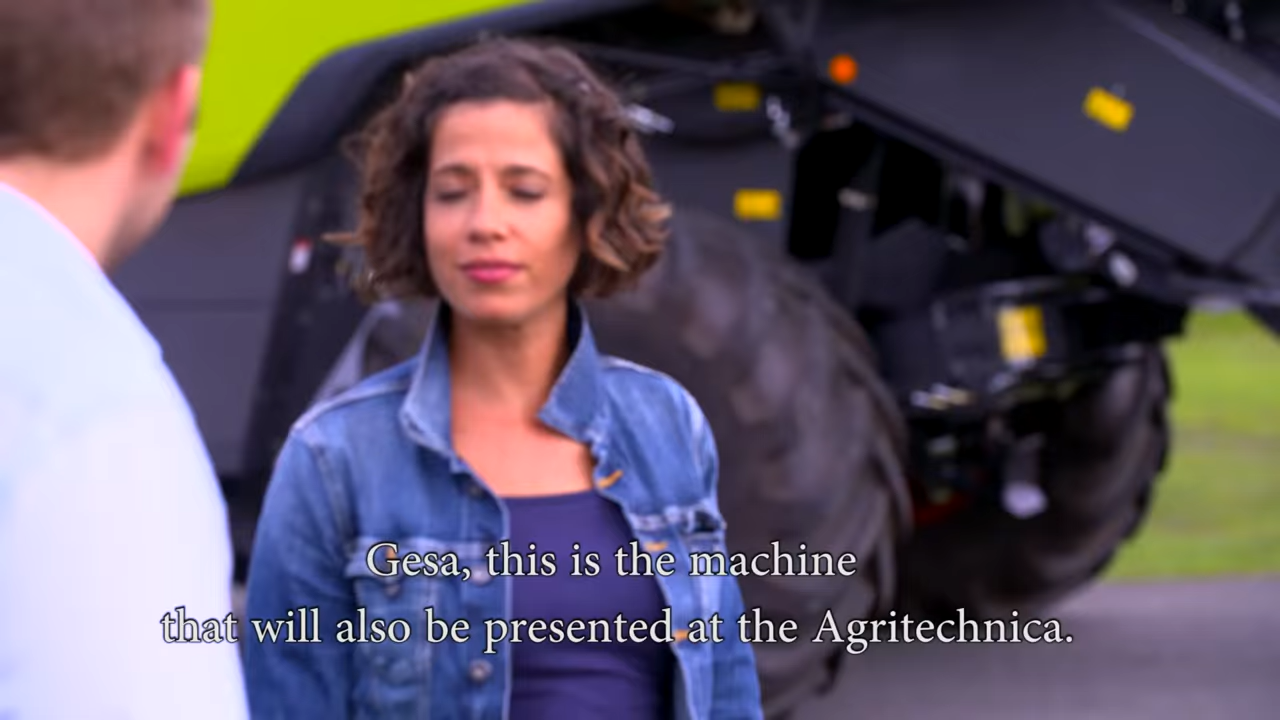 Gesa, this is the machine
that will also be presented at the Agritechnica.